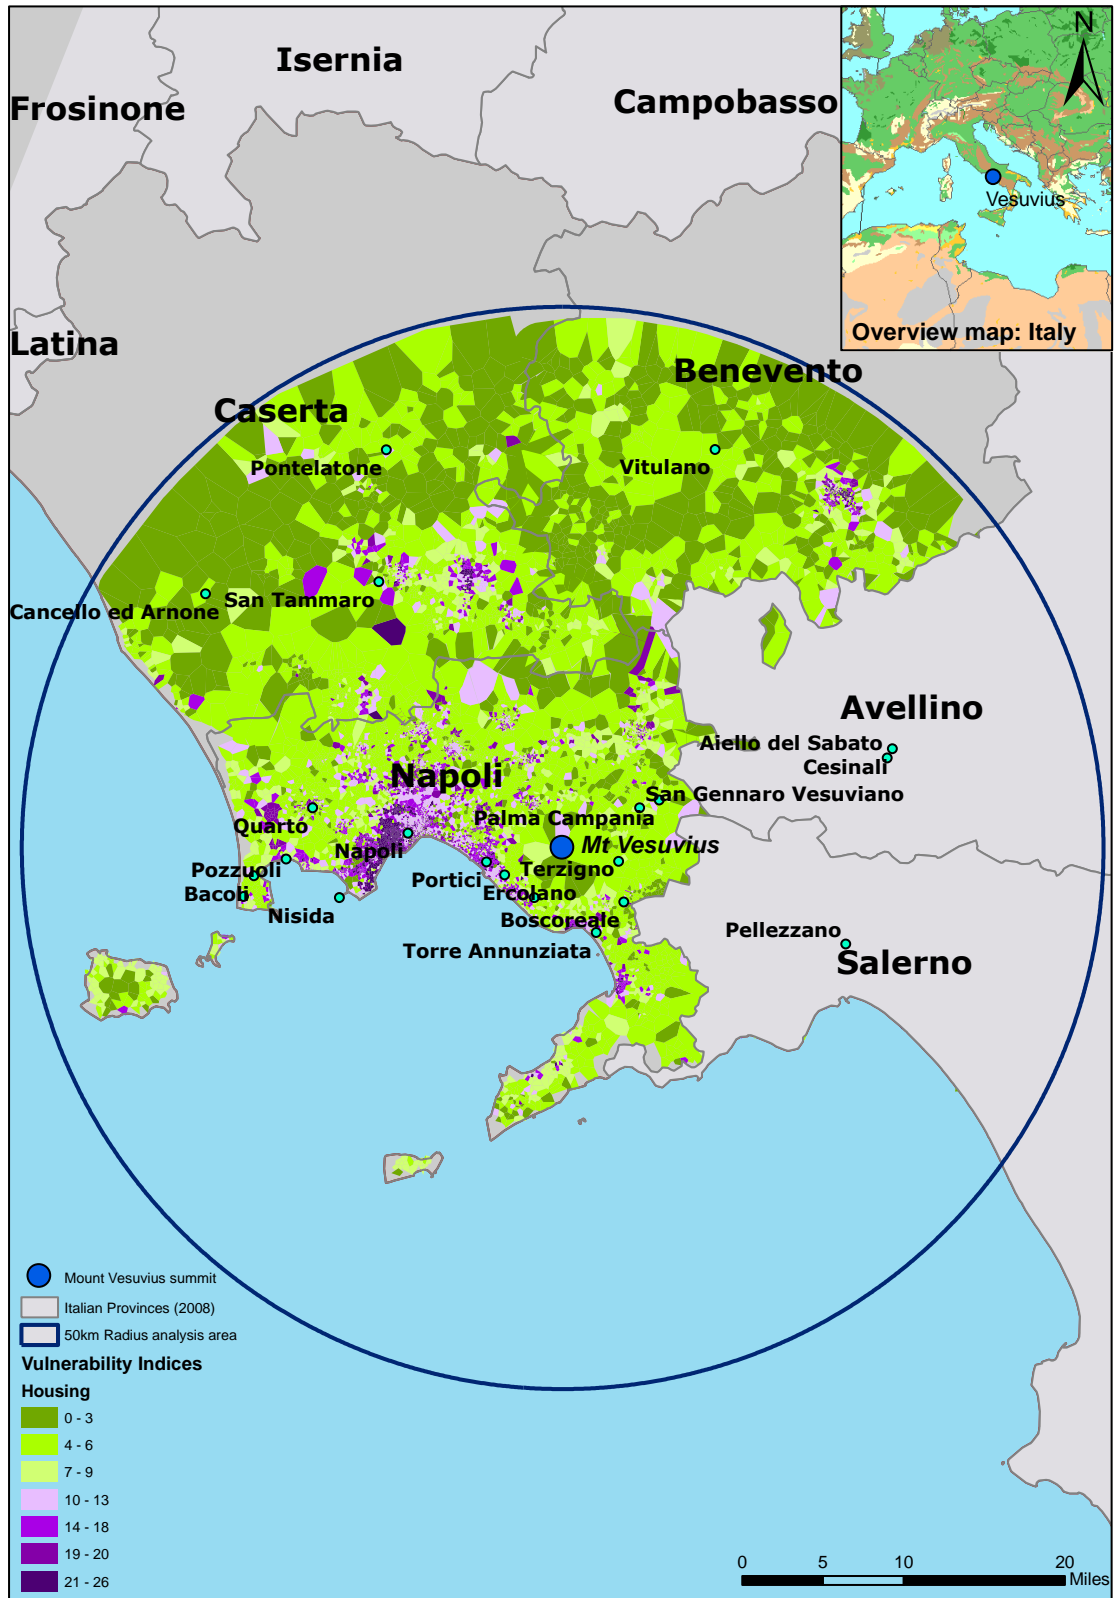 Isernia
Frosinone
Campobasso
N
Vesuvius
Overview map: Italy
Latina
Benevento
Caserta
Pontelatone
Vitulano
San Tammaro
Cancello ed Arnone
Avellino
Aiello del Sabato
Cesinali
Napoli
San Gennaro Vesuviano
Palma Campania
Quarto
Napoli
Mt Vesuvius
Pozzuoli
Terzigno
Portici
Bacoli
Ercolano
Nisida
Boscoreale
Torre Annunziata
Pellezzano
Salerno
Mount Vesuvius summit
Italian Provinces (2008)
50km Radius analysis area
Vulnerability Indices
Housing
0 - 3
4 - 6
7 - 9
10 - 13
14 - 18
19 - 20
21 - 26
0 5 10 20
Miles